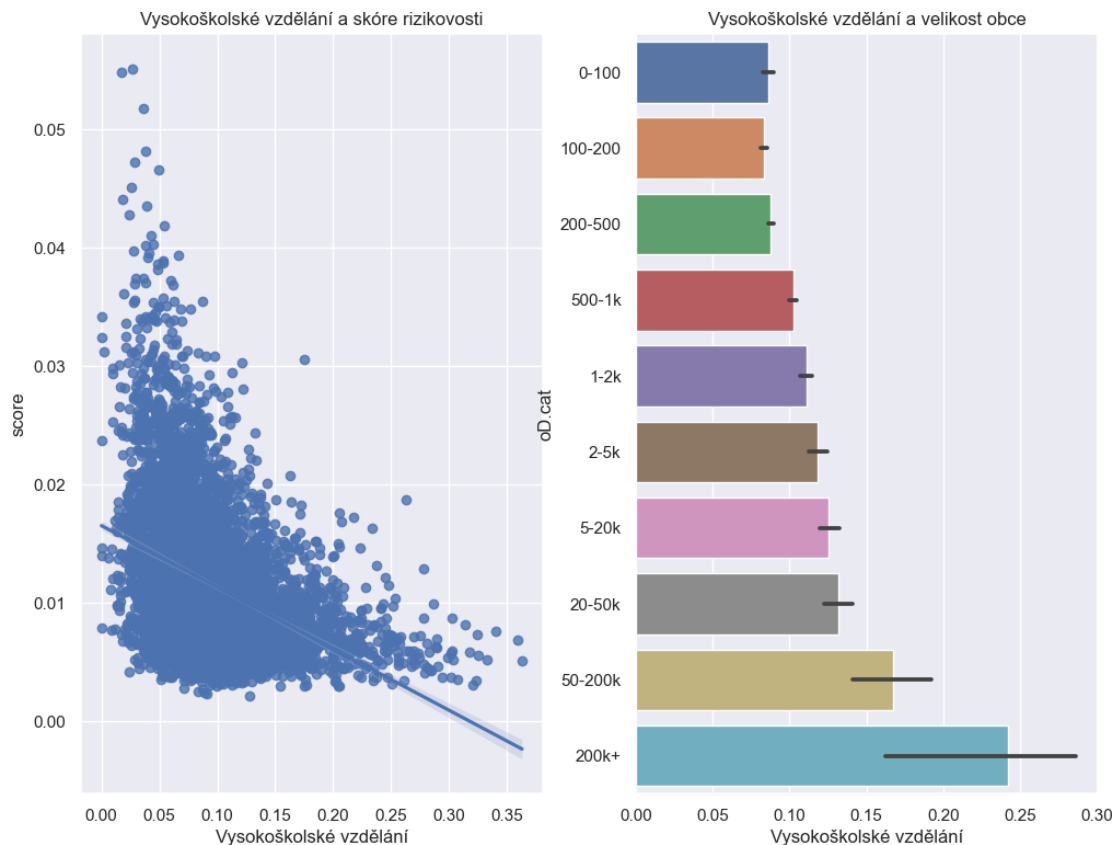 Vysokoškolské vzdělání a skóre rizikovosti
score
0.05
0.04
0.03
0.02
0.01
0.00
0.00 0.05 0.10 0.15 0.20 0.25 0.30 0.35
Vysokoškolské vzdělání
Vysokoškolské vzdělání a velikost obce
oD.cat
0-100
100-200
200-500
500-1k
1-2k
2-5k
5-20k
20-50k
50-200k
200k+
0.00 0.05 0.10 0.15 0.20 0.25 0.30
Vysokoškolské vzdělání